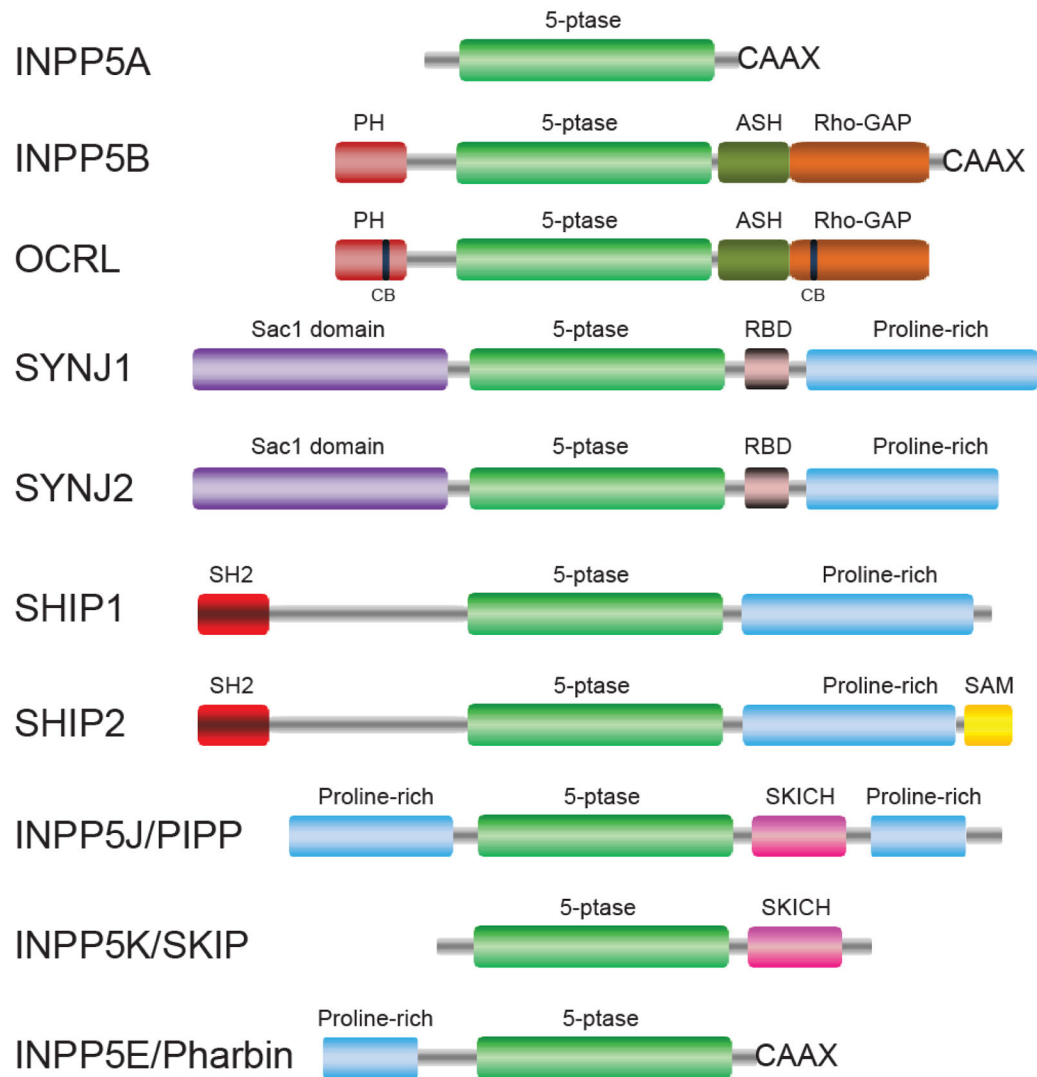 5-ptase
INPP5A CAAX
PH 5-ptase ASH Rho-GAP
INPP5B CAAX
PH 5-ptase ASH Rho-GAP
OCRL
CB CB
Sac1 domain 5-ptase RBD Proline-rich
SYNJ1
Sac1 domain 5-ptase RBD Proline-rich
SYNJ2
SH2 5-ptase Proline-rich
SHIP1
SH2 5-ptase Proline-rich SAM
SHIP2
Proline-rich 5-ptase SKICH Proline-rich
INPP5J/PIPP
5-ptase SKICH
INPP5K/SKIP
Proline-rich 5-ptase
INPP5E/Pharbin CAAX